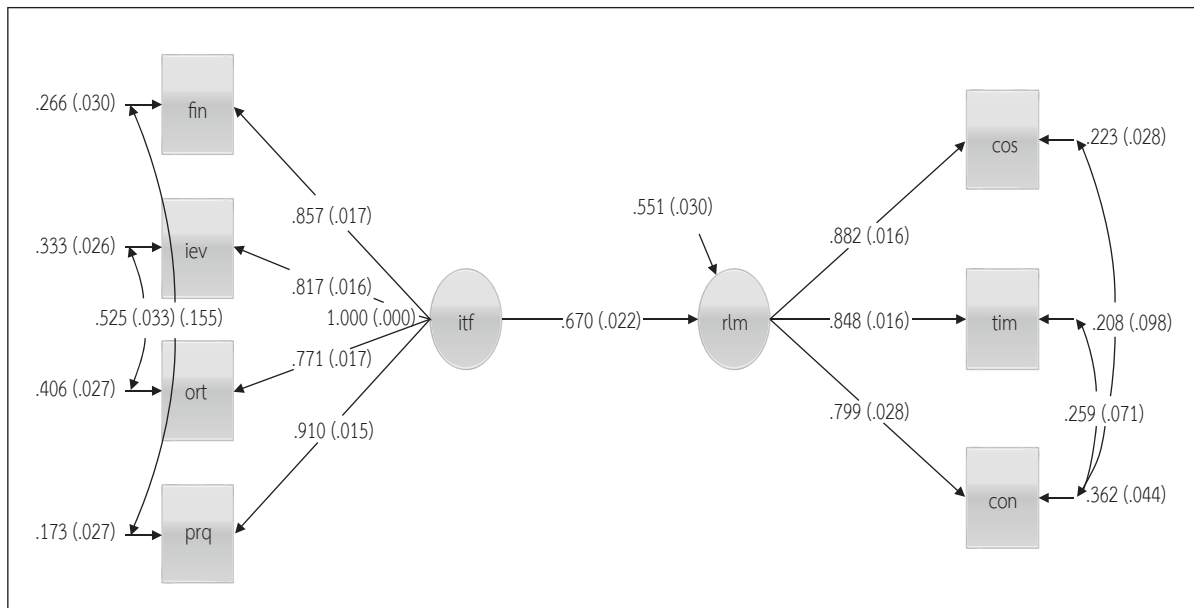 .266 (.030)
fin
.857 (.017)
.333 (.026)
iev
.817 (.016)
.525 (.033) (.155)
1.000 (.000)
itf
.771 (.017)
.406 (.027)
ort
.910 (.015)
.173 (.027)
prq
.670 (.022)
.551 (.030)
rlm
.882 (.016)
cos
.223 (.028)
.848 (.016)
tim
.208 (.098)
.799 (.028)
.259 (.071)
con
.362 (.044)